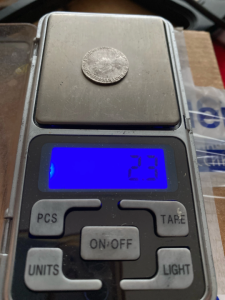 23
PCS
TARE
ON/OFF
UNITS
LIGHT